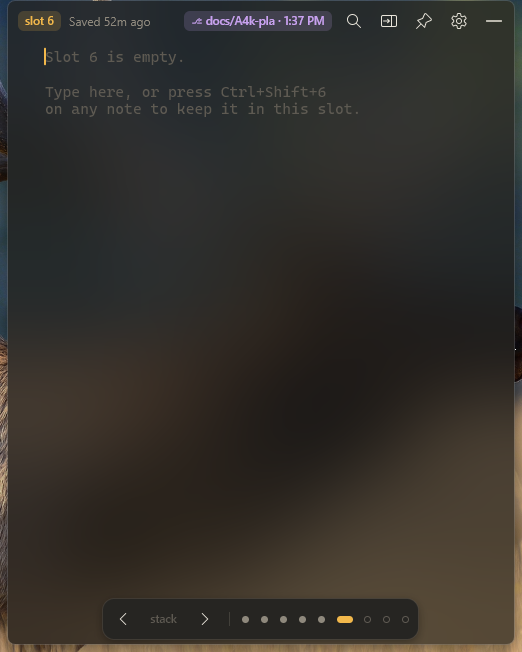 slot 6 Saved 52m ago docs/A4k-pla · 1:37 PM
Slot 6 is empty.
Type here, or press Ctrl+Shift+6
on any note to keep it in this slot.
stack